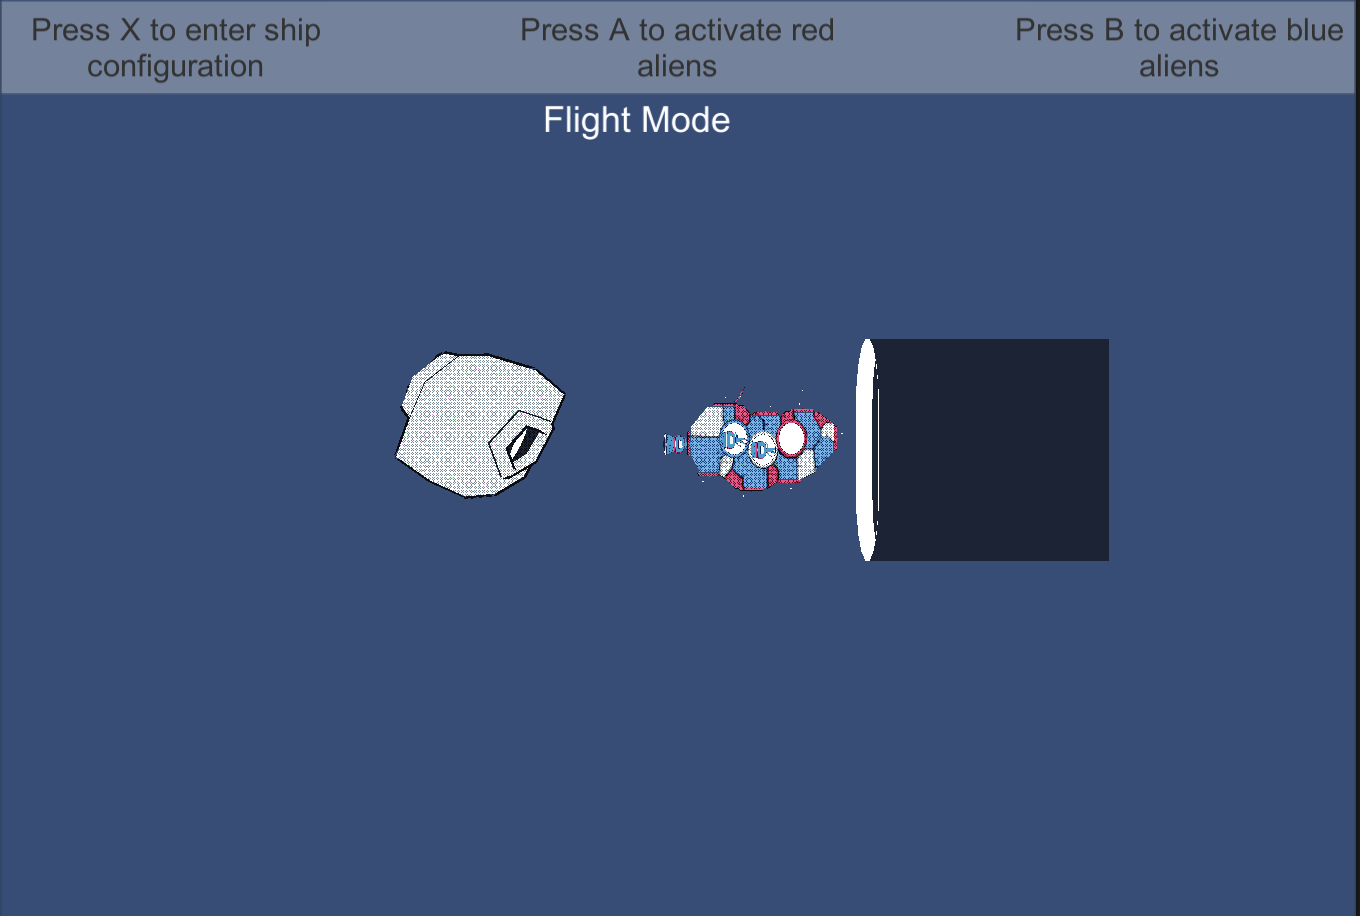 Press X to enter ship
configuration
Press A to activate red
aliens
Press B to activate blue
aliens
Flight Mode